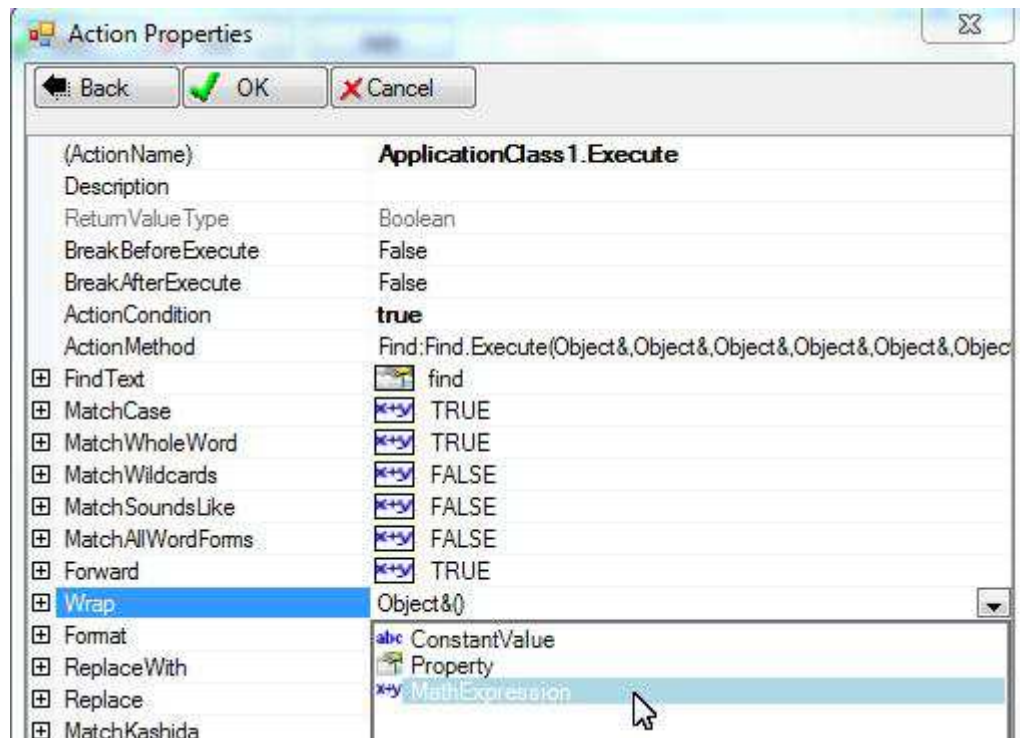 Action Properties
Back OK Cancel
(ActionName) ApplicationClass1.Execute
Description
ReturnValueType Boolean
BreakBeforeExecute False
BreakAfterExecute False
ActionCondition true
ActionMethod Find:Find.Execute(Object&,Object&,Object&,Object&,Object&,Objec
FindText find
MatchCase x+y TRUE
MatchWholeWord x+y TRUE
MatchWildcards x+y FALSE
MatchSoundsLike x+y FALSE
MatchAllWordForms x+y FALSE
Forward x+y TRUE
Wrap Object&()
Format abc ConstantValue
ReplaceWith Property
Replace x+y MathExpression
MatchKashida